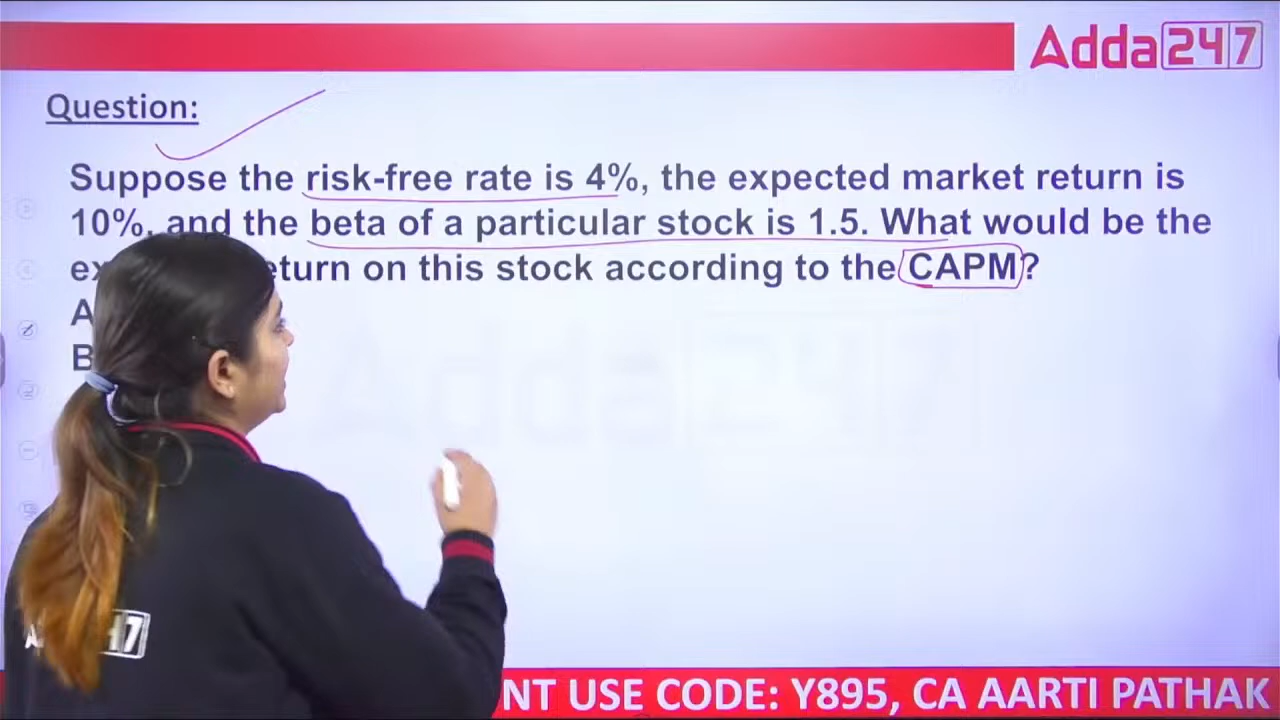 Adda247
Question:
Suppose the risk-free rate is 4%, the expected market return is
10%, and the beta of a particular stock is 1.5. What would be the
return on this stock according to the CAPM?
A
B
NT USE CODE: Y895, CA AARTI PATHAK